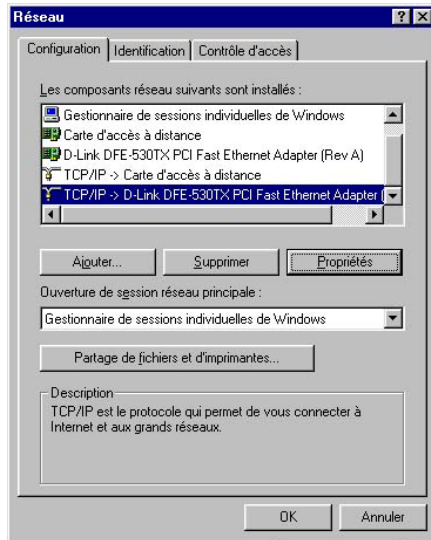 Réseau
Configuration Identification Contrôle d'accès
Les composants réseau suivants sont installés :
Gestionnaire de sessions individuelles de Windows
Carte d'accès à distance
D-Link DFE-530TX PCI Fast Ethernet Adapter (Rev A)
TCP/IP -> Carte d'accès à distance
TCP/IP -> D-Link DFE-530TX PCI Fast Ethernet Adapter (
Ajouter... Supprimer Propriétés
Ouverture de session réseau principale :
Gestionnaire de sessions individuelles de Windows
Partage de fichiers et d'imprimantes...
Description
TCP/IP est le protocole qui permet de vous connecter à
Internet et aux grands réseaux.
OK Annuler